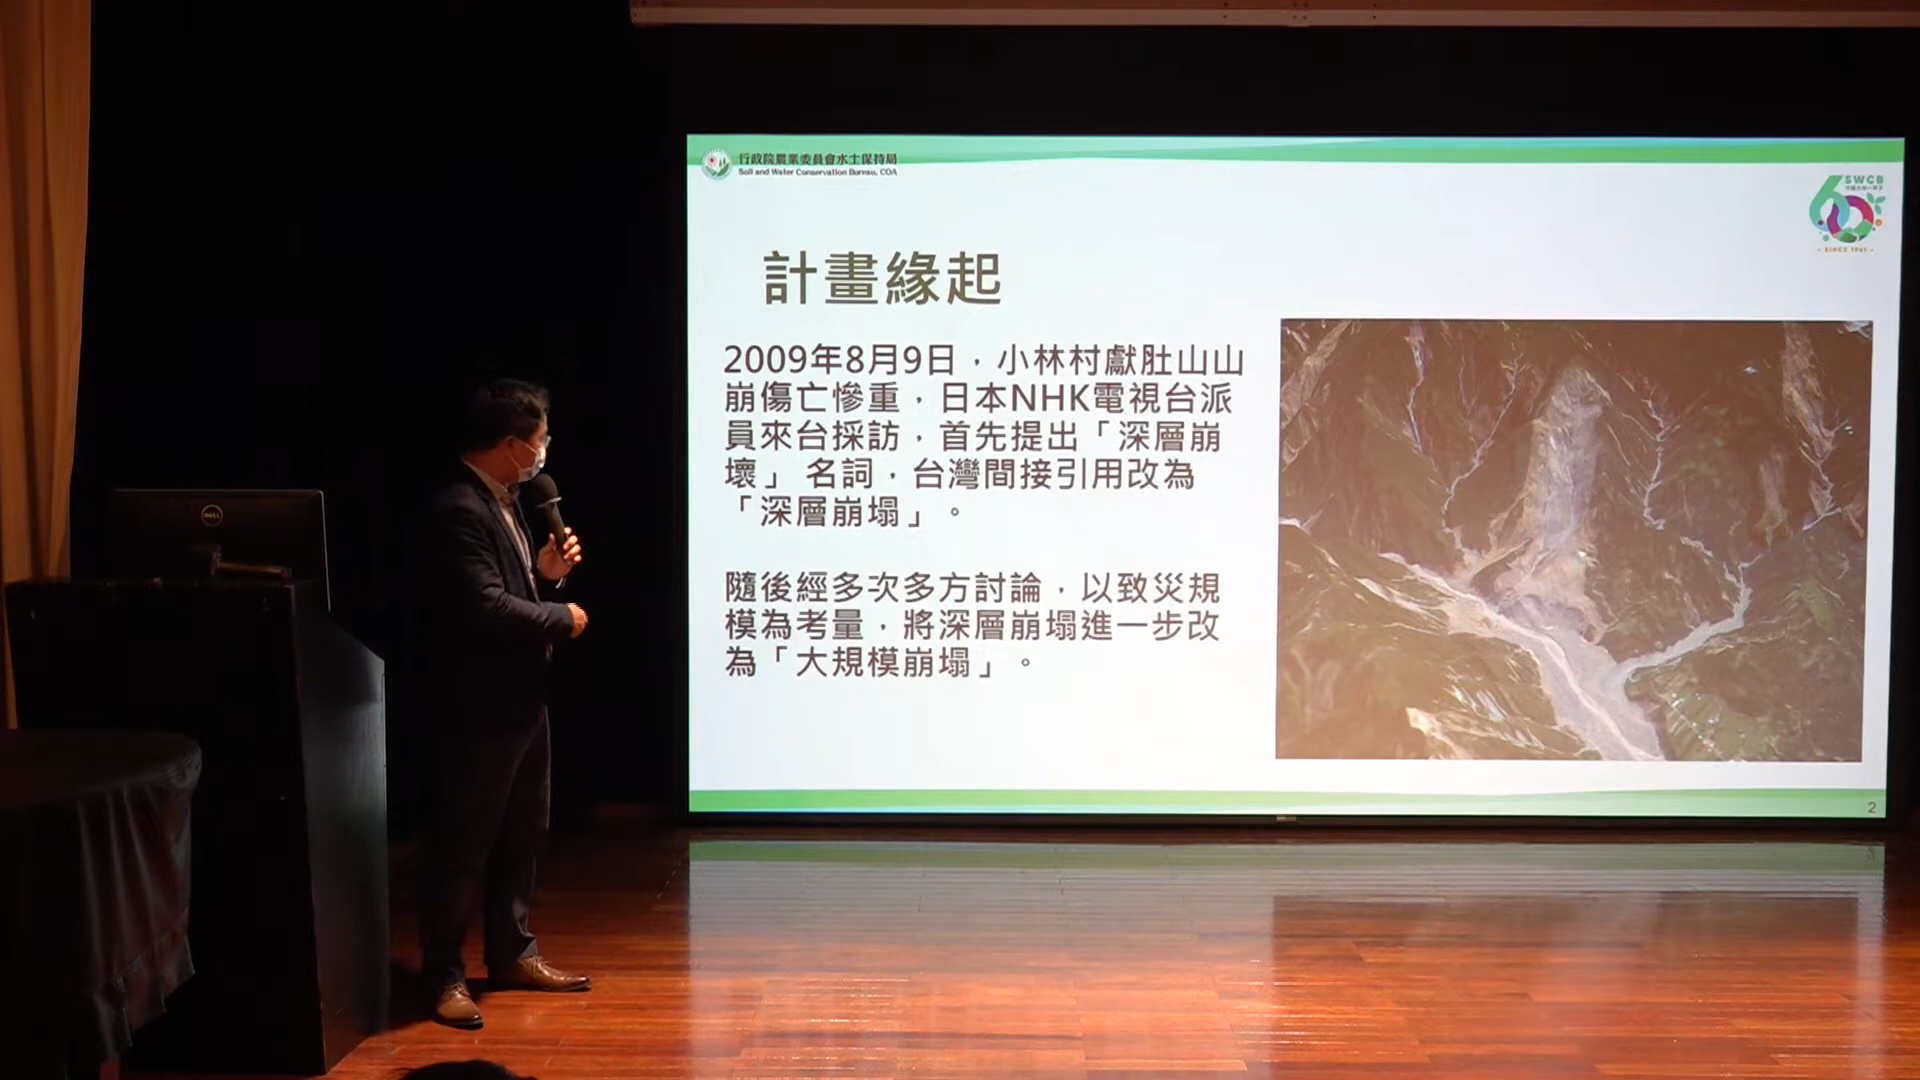 行政院農業委員會水土保持局
Soil and Water Conservation Bureau, COA
SWCB
SINCE 1961
計畫緣起
2009年8月9日，小林村獻肚山山
崩傷亡慘重，日本NHK電視台派
員來台採訪，首先提出「深層崩
壞」 名詞，台灣間接引用改為
「深層崩塌」。
隨後經多次多方討論，以致災規
模為考量，將深層崩塌進一步改
為「大規模崩塌」。
2
DELL